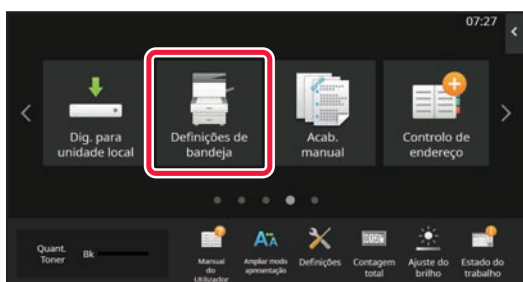 07:27
Dig. para
unidade local
Definições de
bandeja
Acab.
manual
Controlo de
endereço
Quant.
Toner
Bk
Manual
do
Utilizador
Ampliar modo
apresentação
Definições
Contagem
total
Ajuste do
brilho
Estado do
trabalho